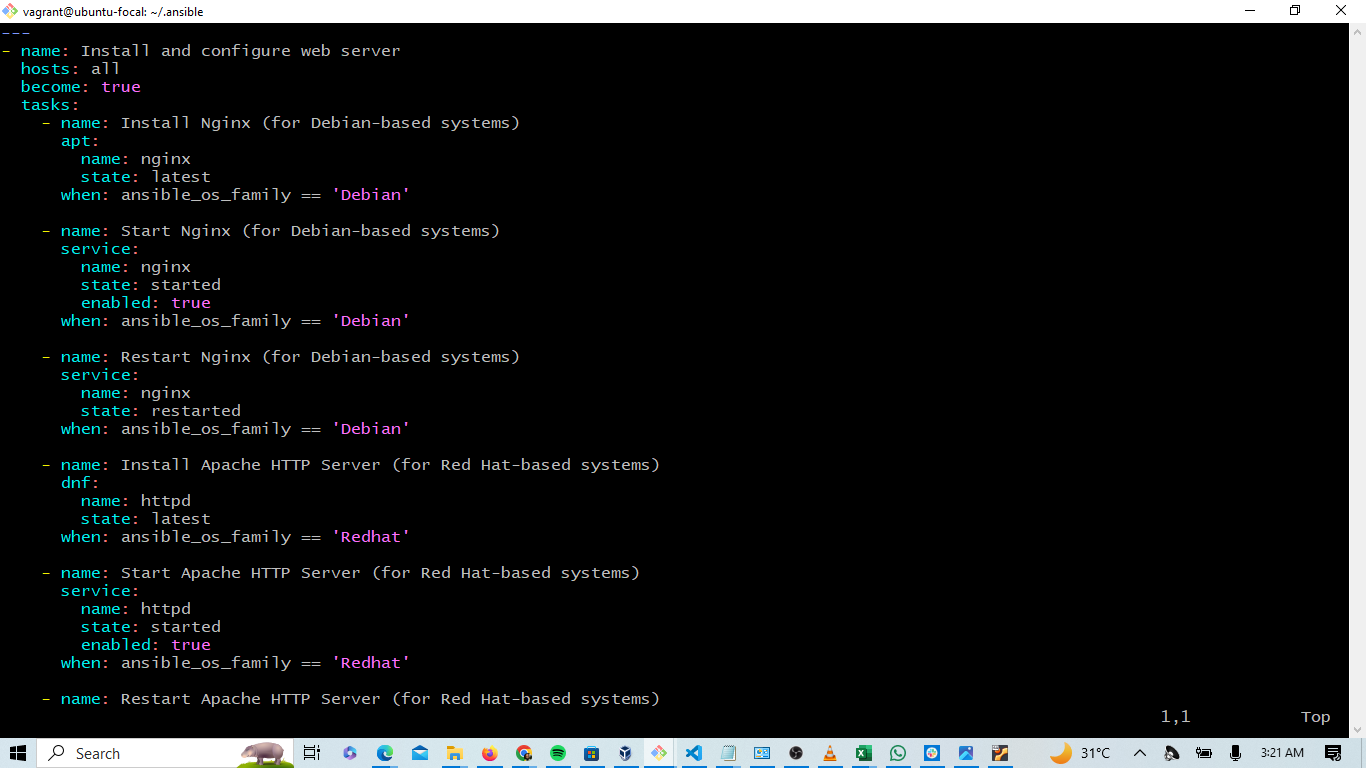 vagrant@ubuntu-focal: ~/.ansible
---
- name: Install and configure web server
  hosts: all
  become: true
  tasks:
    - name: Install Nginx (for Debian-based systems)
      apt:
        name: nginx
        state: latest
      when: ansible_os_family == 'Debian'

    - name: Start Nginx (for Debian-based systems)
      service:
        name: nginx
        state: started
        enabled: true
      when: ansible_os_family == 'Debian'

    - name: Restart Nginx (for Debian-based systems)
      service:
        name: nginx
        state: restarted
      when: ansible_os_family == 'Debian'

    - name: Install Apache HTTP Server (for Red Hat-based systems)
      dnf:
        name: httpd
        state: latest
      when: ansible_os_family == 'Redhat'

    - name: Start Apache HTTP Server (for Red Hat-based systems)
      service:
        name: httpd
        state: started
        enabled: true
      when: ansible_os_family == 'Redhat'

    - name: Restart Apache HTTP Server (for Red Hat-based systems)
1,1 Top
Search 31°C 3:21 AM